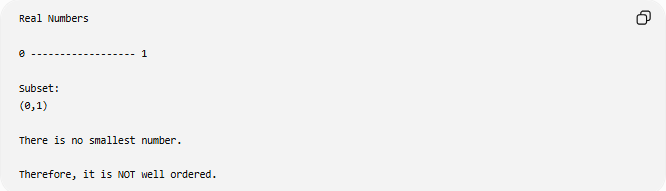 Real Numbers
0 ------------------ 1
Subset:
(0,1)
There is no smallest number.
Therefore, it is NOT well ordered.